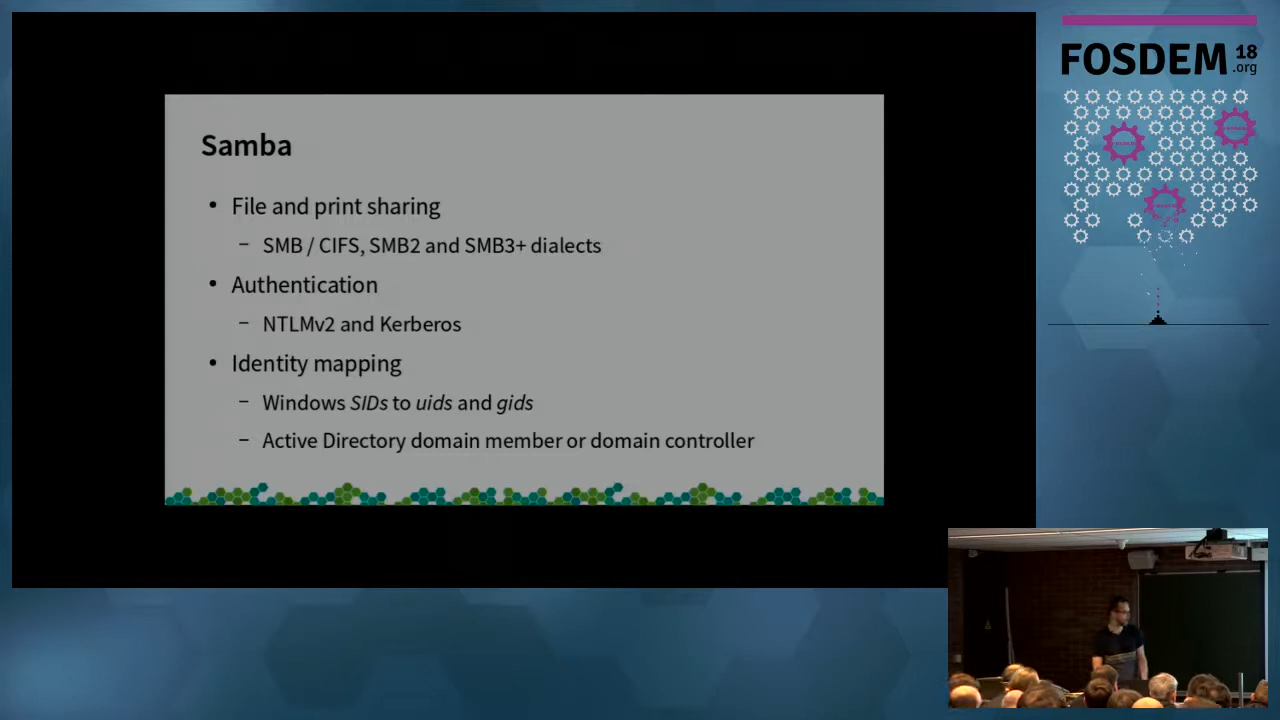 Samba
• File and print sharing
– SMB / CIFS, SMB2 and SMB3+ dialects
• Authentication
– NTLMv2 and Kerberos
• Identity mapping
– Windows SIDs to uids and gids
– Active Directory domain member or domain controller
FOSDEM 18
.org